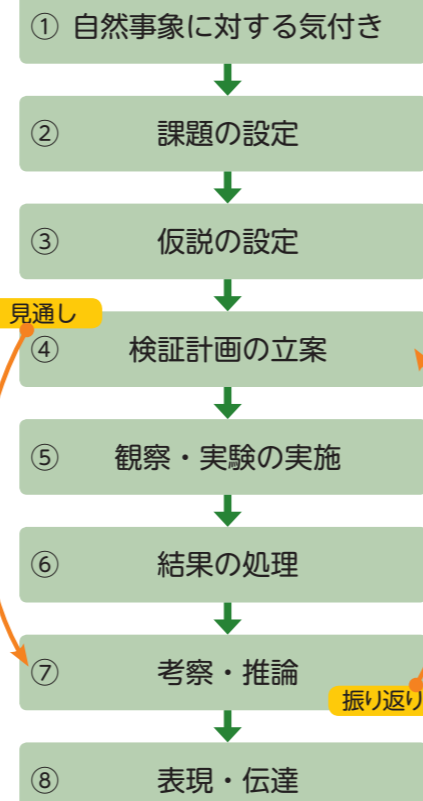 ① 自然事象に対する気付き
② 課題の設定
③ 仮説の設定
見通し
④ 検証計画の立案
⑤ 観察・実験の実施
⑥ 結果の処理
⑦ 考察・推論
振り返り
⑧ 表現・伝達